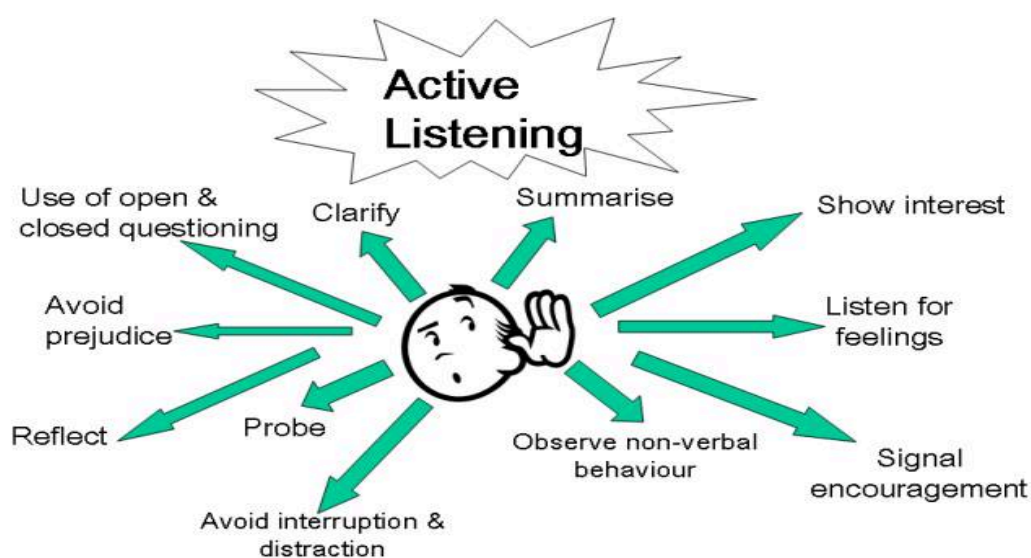 Active
Listening
Use of open &
closed questioning
Clarify
Summarise
Show interest
Avoid
prejudice
Listen for
feelings
Reflect
Probe
Observe non-verbal
behaviour
Signal
encouragement
Avoid interruption &
distraction